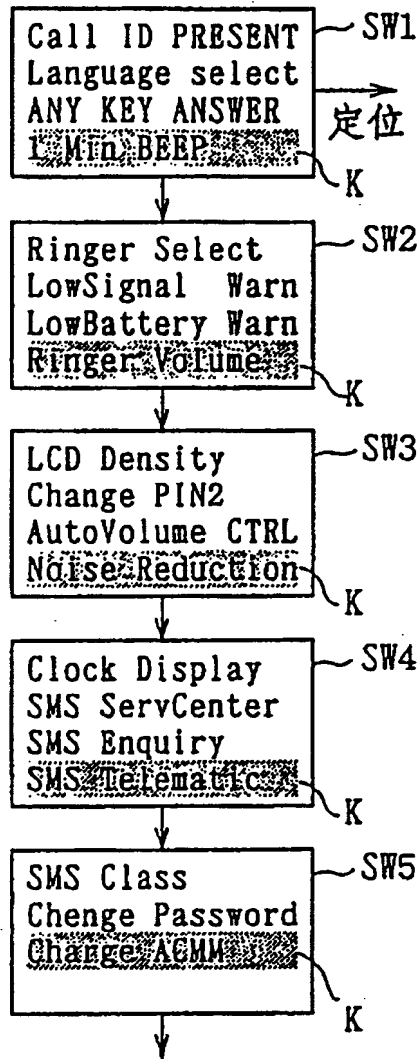 Call ID PRESENT
SW1
Language select
ANY KEY ANSWER
定位
1 Min BEEP
K
Ringer Select
SW2
LowSignal Warn
LowBattery Warn
Ringer Volume
K
LCD Density
SW3
Change PIN2
AutoVolume CTRL
Noise Reduction
K
Clock Display
SW4
SMS ServCenter
SMS Enquiry
SMS Telematic
K
SMS Class
SW5
Chenge Password
Charge ACMM
K